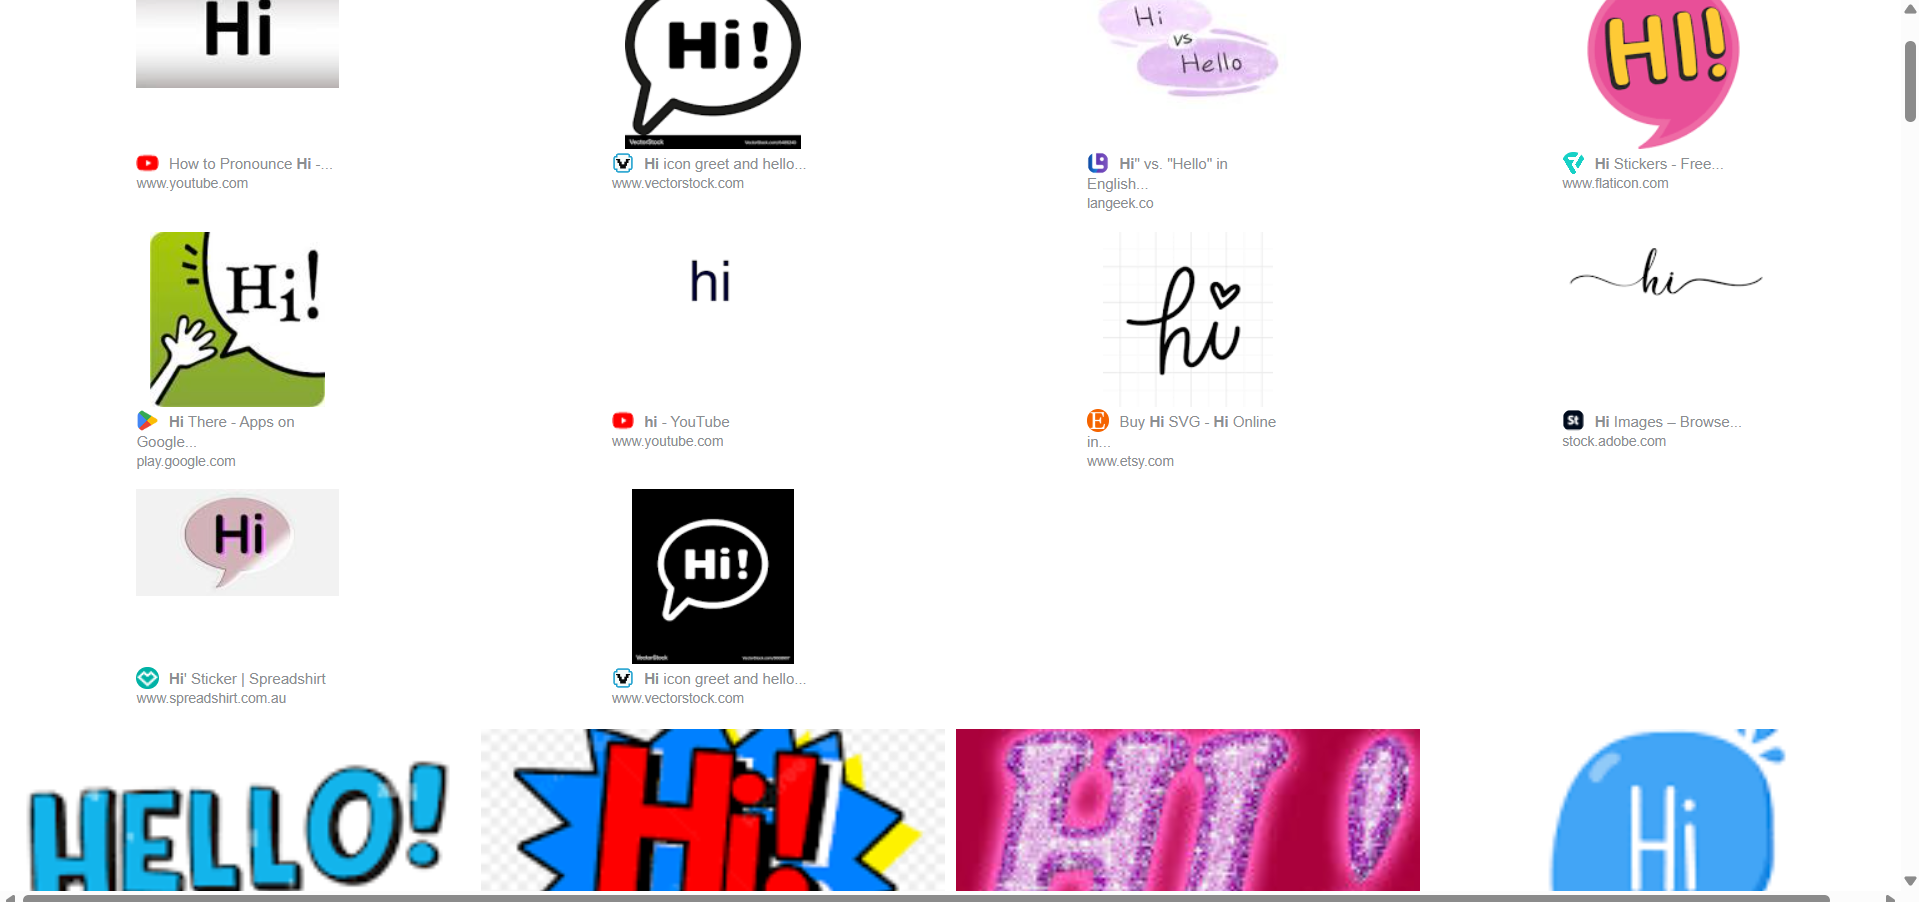 Hi
Hi!
VectorStock
Hi
vs
Hello
HI!
How to Pronounce Hi -...
www.youtube.com
Hi icon greet and hello...
www.vectorstock.com
Hi" vs. "Hello" in
English...
langeek.co
Hi Stickers - Free...
www.flaticon.com
Hi!
hi
hi
hi
Hi There - Apps on
Google...
play.google.com
hi - YouTube
www.youtube.com
E
Buy Hi SVG - Hi Online
in...
www.etsy.com
St
Hi Images – Browse...
stock.adobe.com
Hi
Hi!
VectorStock
Hi' Sticker | Spreadshirt
www.spreadshirt.com.au
Hi icon greet and hello...
www.vectorstock.com
HELLO!
Hi!
HI !
Hi